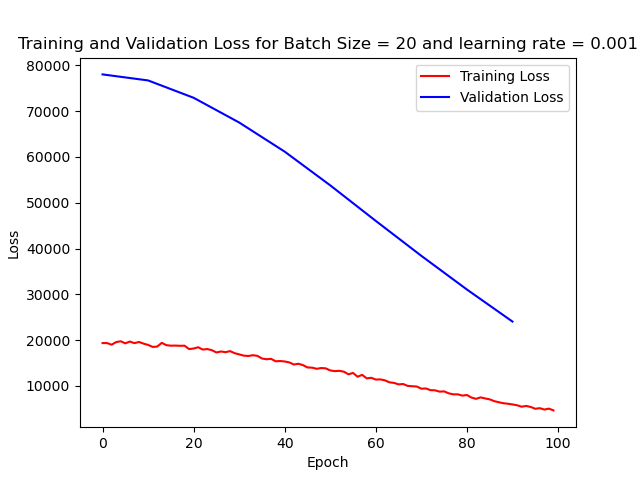 Training and Validation Loss for Batch Size = 20 and learning rate = 0.001
80000
70000
60000
50000
40000
30000
20000
10000
Loss
Training Loss
Validation Loss
0 20 40 60 80 100
Epoch